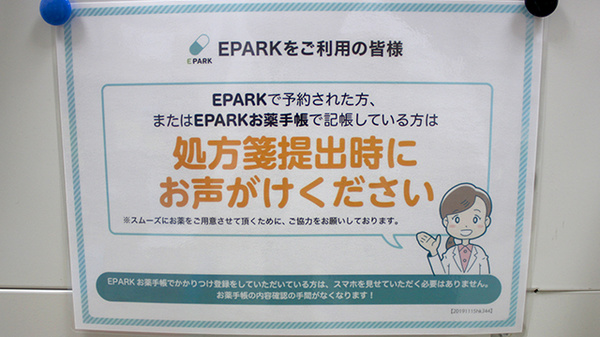 EPARK
EPARKをご利用の皆様
EPARKで予約された方、
またはEPARKお薬手帳で記帳している方は
処方箋提出時に
お声がけください
※スムーズにお薬をご用意させて頂くために、ご協力をお願いしております。
EPARK お薬手帳でかかりつけ登録をしていただいている方は、スマホを見せていただく必要はありません。
お薬手帳の内容確認の手間がなくなります！